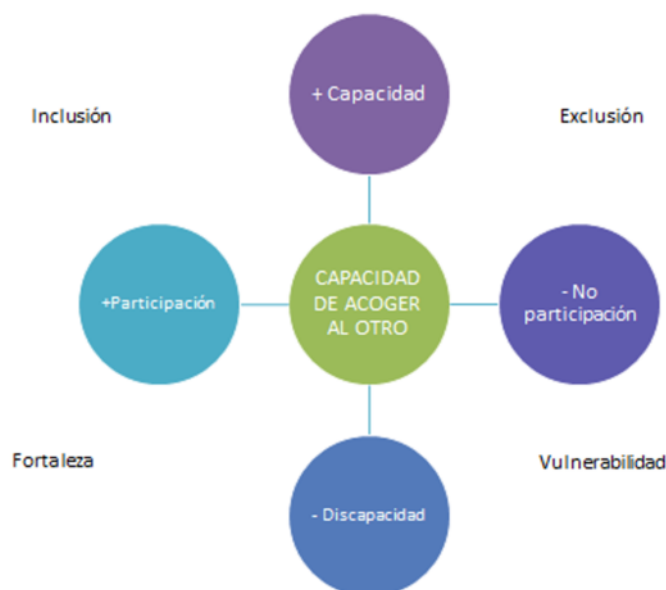 + Capacidad
Inclusión
Exclusión
CAPACIDAD
DE ACOGER
AL OTRO
+Participación
- No
participación
Fortaleza
Vulnerabilidad
- Discapacidad